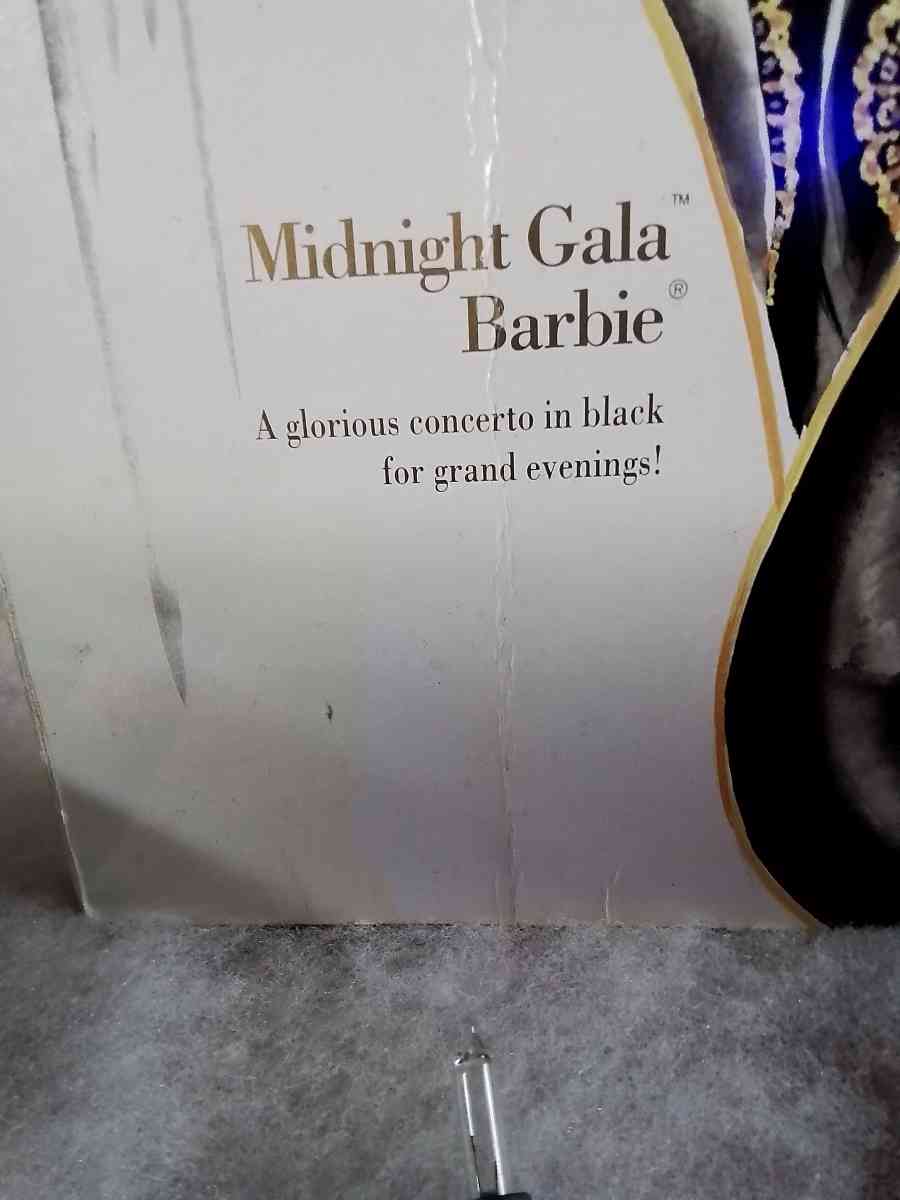 Midnight Gala™
Barbie®
A glorious concerto in black
for grand evenings!